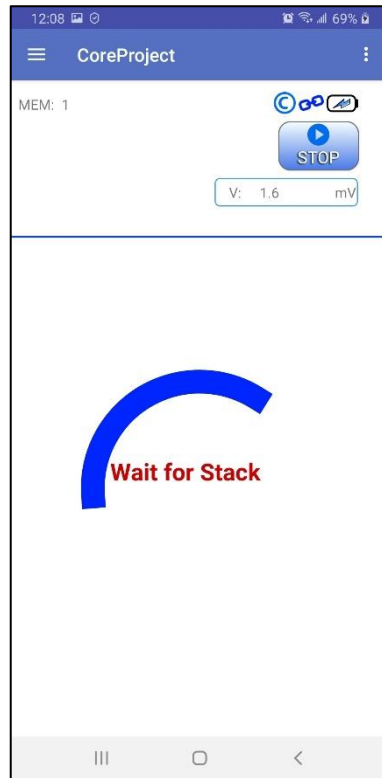 12:08 69%
CoreProject
MEM: 1
C
STOP
V: 1.6 mV
Wait for Stack